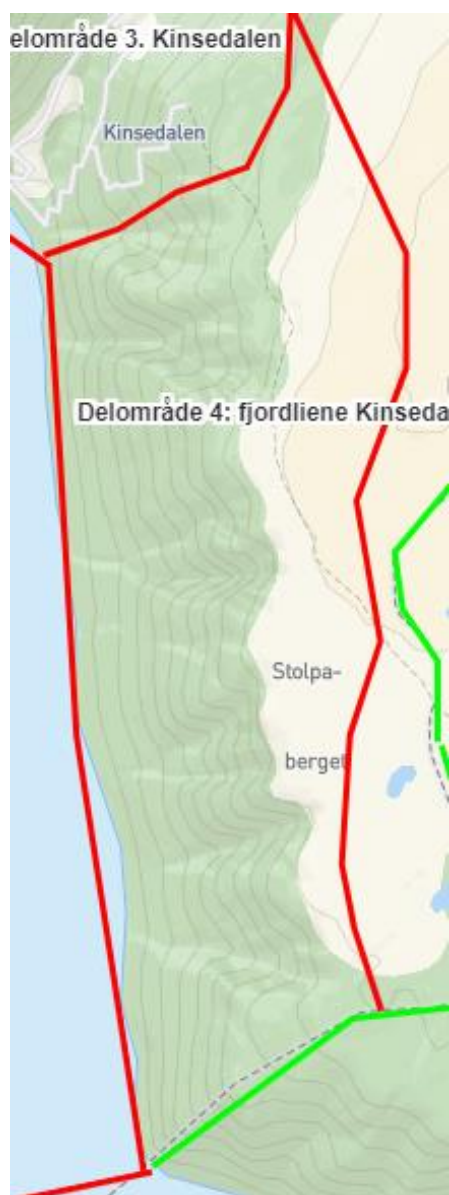 elområde 3. Kinsedalen
Kinsedalen
Delområde 4: fjordliene Kinseda
Stolpa-
berget